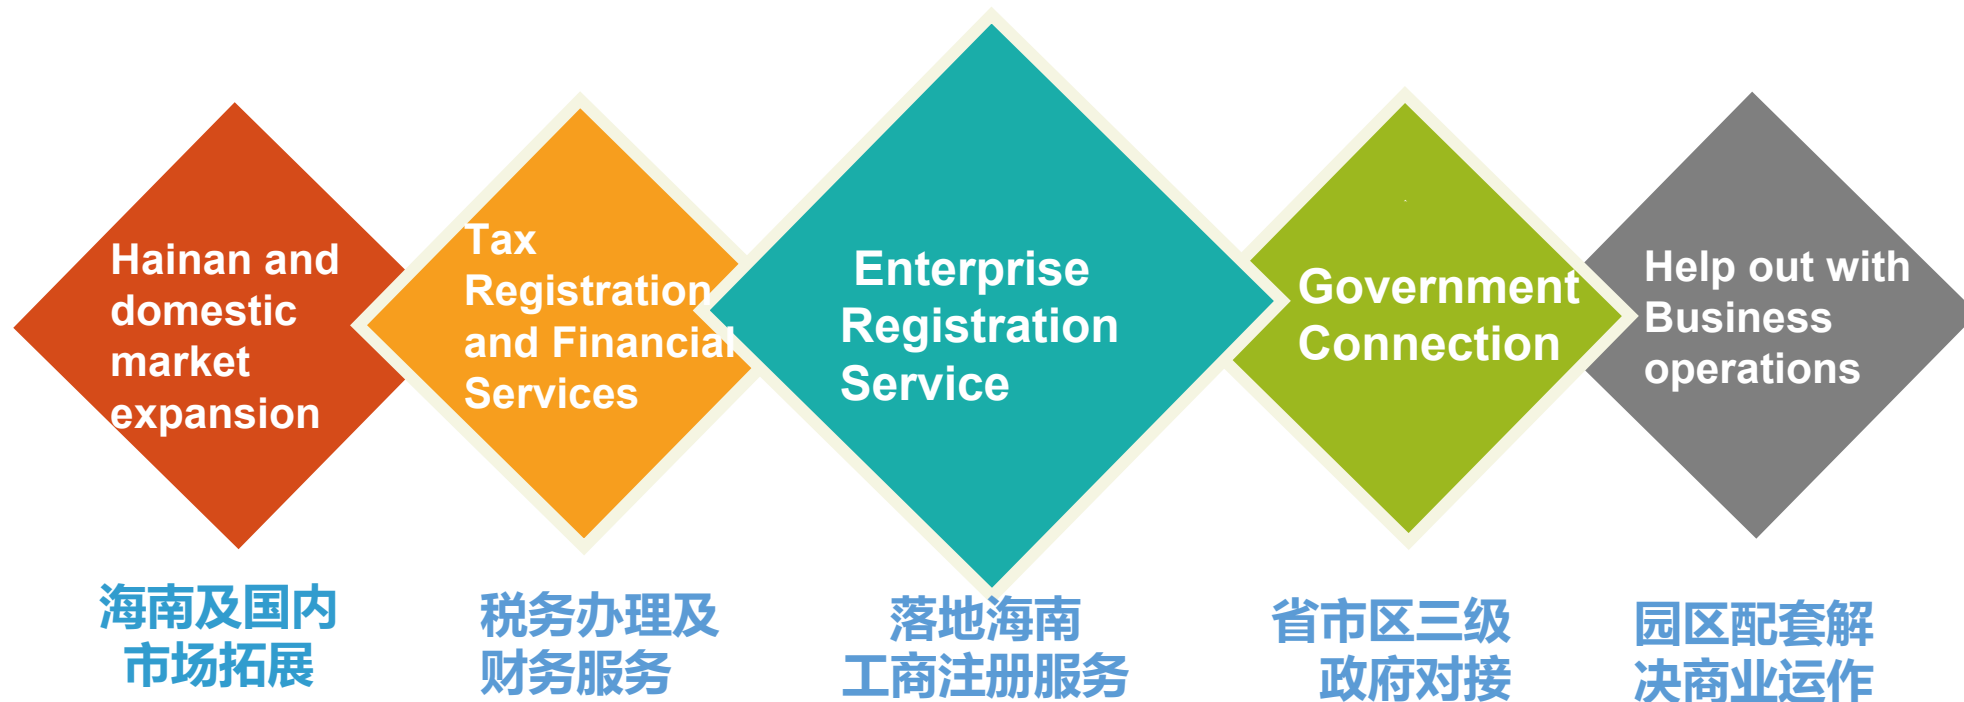 Hainan and
domestic
market
expansion
Tax
Registration
and Financial
Services
Enterprise
Registration
Service
Government
Connection
Help out with
Business
operations
海南及国内
市场拓展
税务办理及
财务服务
落地海南
工商注册服务
省市区三级
政府对接
园区配套解
决商业运作